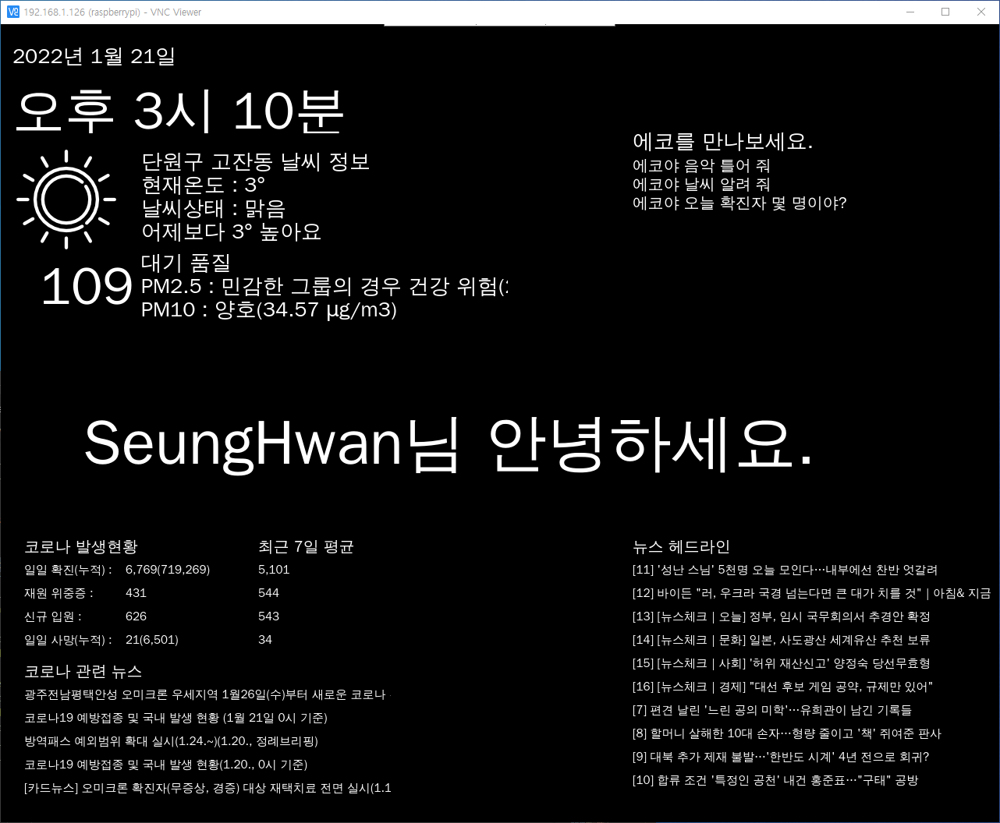 192.168.1.126 (raspberrypi) - VNC Viewer
2022년 1월 21일
오후 3시 10분
단원구 고잔동 날씨 정보
현재온도 : 3°
날씨상태 : 맑음
어제보다 3° 높아요
109
대기 품질
PM2.5 : 민감한 그룹의 경우 건강 위험(
PM10 : 양호(34.57 µg/m3)
에코를 만나보세요.
에코야 음악 틀어 줘
에코야 날씨 알려 줘
에코야 오늘 확진자 몇 명이야?
SeungHwan님 안녕하세요.
코로나 발생현황 최근 7일 평균
일일 확진(누적) : 6,769(719,269) 5,101
재원 위중증 : 431 544
신규 입원 : 626 543
일일 사망(누적) : 21(6,501) 34
코로나 관련 뉴스
광주전남평택안성 오미크론 우세지역 1월26일(수)부터 새로운 코로나
코로나19 예방접종 및 국내 발생 현황 (1월 21일 0시 기준)
방역패스 예외범위 확대 실시(1.24.~)(1.20., 정례브리핑)
코로나19 예방접종 및 국내 발생 현황(1.20., 0시 기준)
[카드뉴스] 오미크론 확진자(무증상, 경증) 대상 재택치료 전면 실시(1.1
뉴스 헤드라인
[11] '성난 스님' 5천명 오늘 모인다…내부에선 찬반 엇갈려
[12] 바이든 "러, 우크라 국경 넘는다면 큰 대가 치를 것" | 아침& 지금
[13] [뉴스체크 | 오늘] 정부, 임시 국무회의서 추경안 확정
[14] [뉴스체크 | 문화] 일본, 사도광산 세계유산 추천 보류
[15] [뉴스체크 | 사회] '허위 재산신고' 양정숙 당선무효형
[16] [뉴스체크 | 경제] "대선 후보 게임 공약, 규제만 있어"
[7] 편견 날린 '느린 공의 미학'…유희관이 남긴 기록들
[8] 할머니 살해한 10대 손자…형량 줄이고 '책' 쥐여준 판사
[9] 대북 추가 제재 불발…'한반도 시계' 4년 전으로 회귀?
[10] 합류 조건 '특정인 공천' 내건 홍준표…"구태" 공방